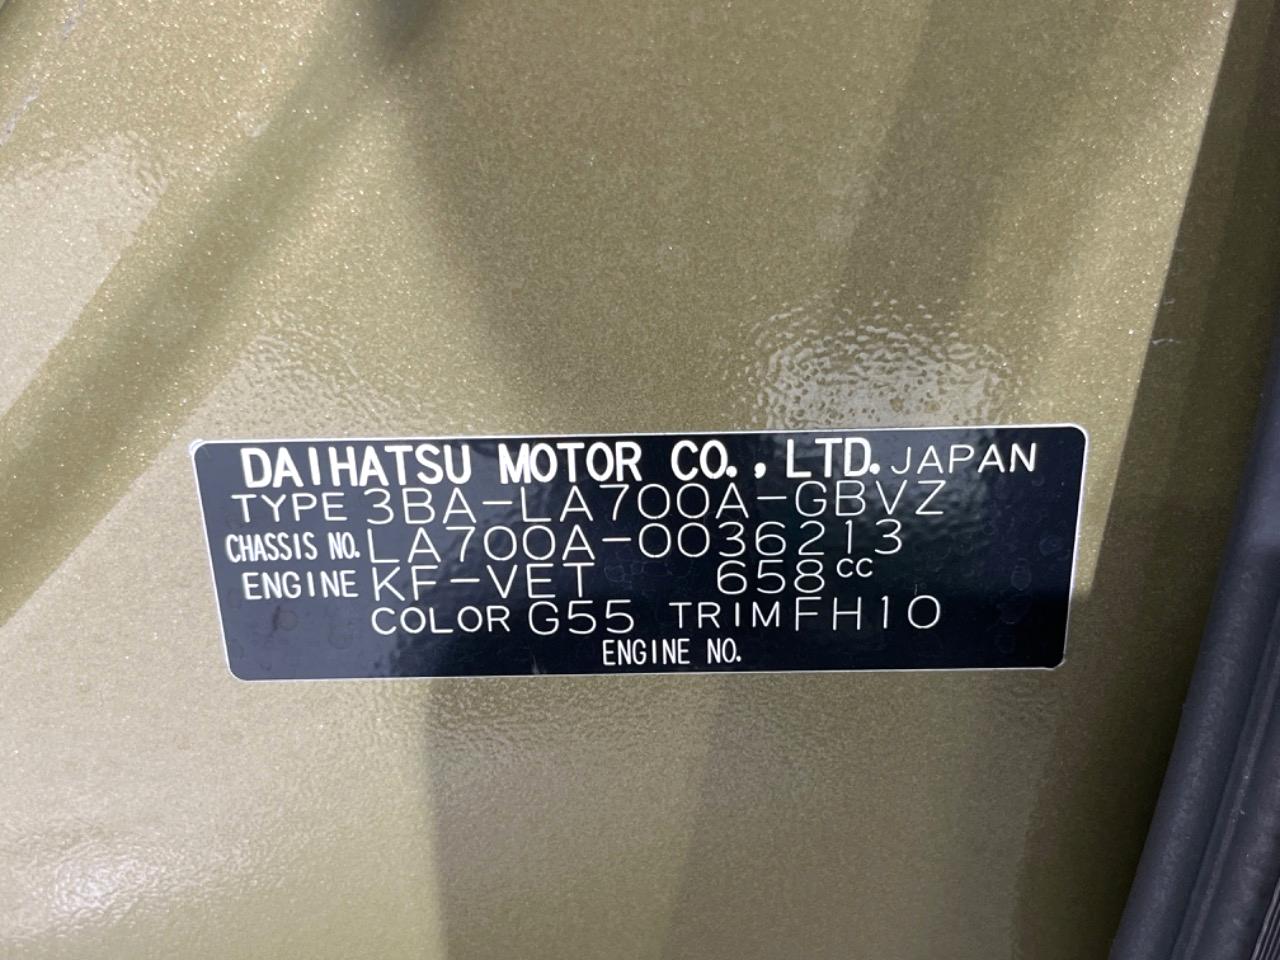 DAIHATSU MOTOR CO., LTD. JAPAN
TYPE 3BA-LA700A-GBVZ
CHASSIS NO. LA700A-0036213
ENGINE KF-VET 658cc
COLOR G55 TRIM FH10
ENGINE NO.